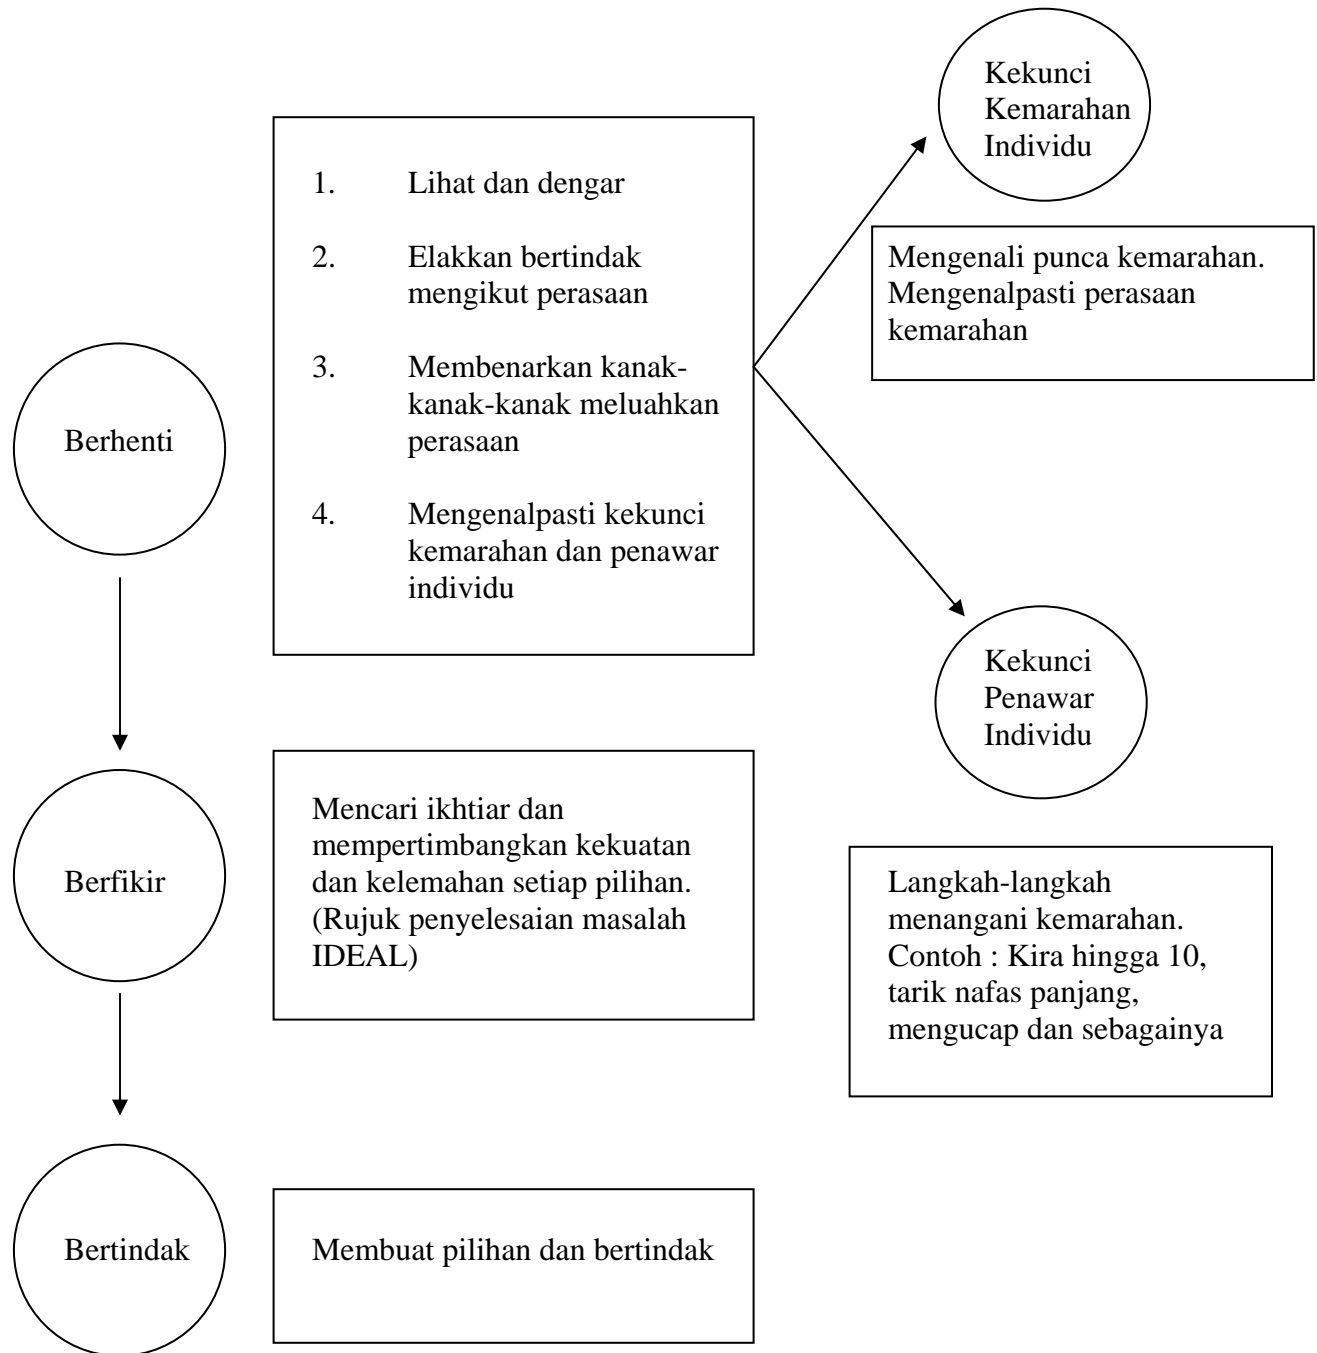 Kekunci
Kemarahan
Individu
1. Lihat dan dengar
2. Elakkan bertindak
mengikut perasaan
3. Membenarkan kanak-
kanak-kanak meluahkan
perasaan
4. Mengenalpasti kekunci
kemarahan dan penawar
individu
Mengenali punca kemarahan.
Mengenalpasti perasaan
kemarahan
Berhenti
Kekunci
Penawar
Individu
Berfikir
Mencari ikhtiar dan
mempertimbangkan kekuatan
dan kelemahan setiap pilihan.
(Rujuk penyelesaian masalah
IDEAL)
Langkah-langkah
menangani kemarahan.
Contoh : Kira hingga 10,
tarik nafas panjang,
mengucap dan sebagainya
Bertindak
Membuat pilihan dan bertindak